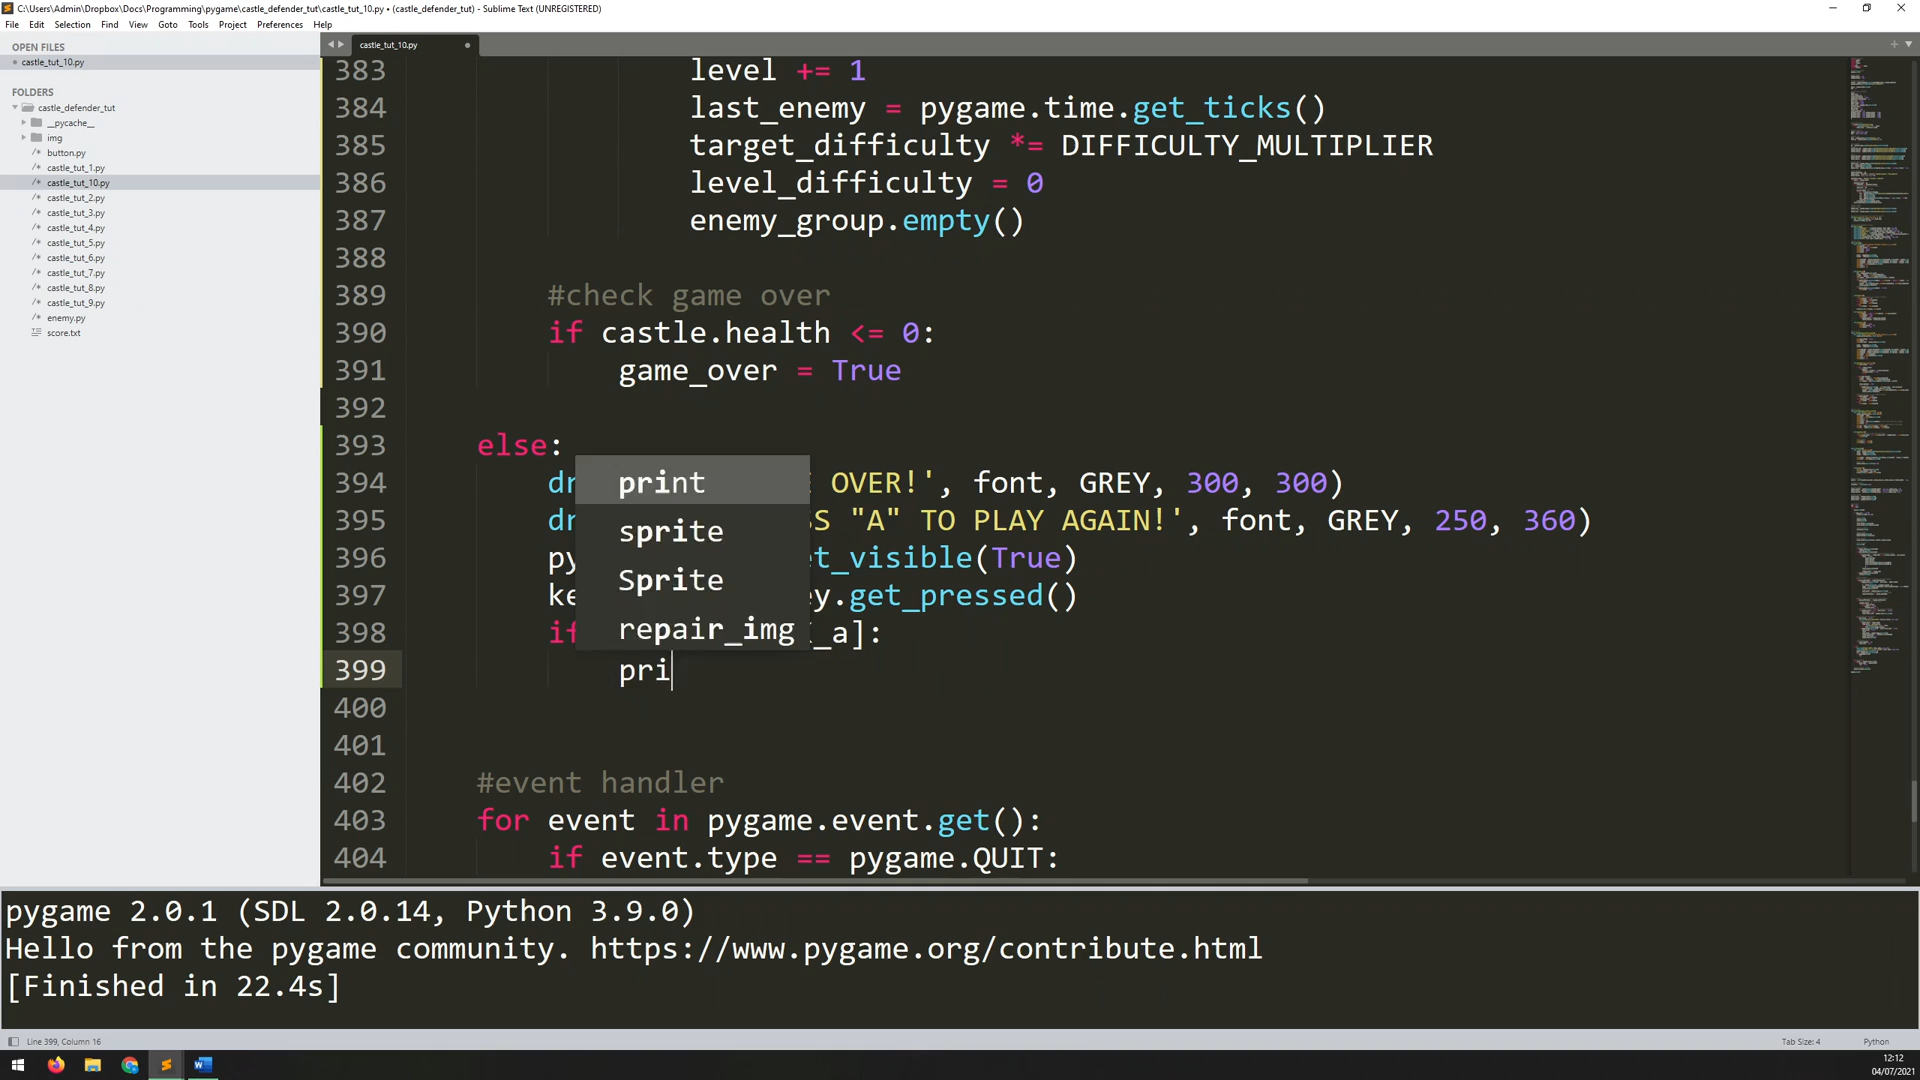 C:\Users\Admin\Dropbox\Docs\Programming\pygame\castle_defender_tut\castle_tut_10.py • (castle_defender_tut) - Sublime Text (UNREGISTERED)
File Edit Selection Find View Goto Tools Project Preferences Help
OPEN FILES
castle_tut_10.py
FOLDERS
castle_defender_tut
__pycache__
img
button.py
castle_tut_1.py
castle_tut_10.py
castle_tut_2.py
castle_tut_3.py
castle_tut_4.py
castle_tut_5.py
castle_tut_6.py
castle_tut_7.py
castle_tut_8.py
castle_tut_9.py
enemy.py
score.txt
castle_tut_10.py
383 level += 1
384 last_enemy = pygame.time.get_ticks()
385 target_difficulty *= DIFFICULTY_MULTIPLIER
386 level_difficulty = 0
387 enemy_group.empty()
388
389 #check game over
390 if castle.health <= 0:
391 game_over = True
392
393 else:
394 dr OVER!', font, GREY, 300, 300)
395 dr SS "A" TO PLAY AGAIN!', font, GREY, 250, 360)
396 py et_visible(True)
397 ke ey.get_pressed()
398 if _a]:
399 pri
400
401
402 #event handler
403 for event in pygame.event.get():
404 if event.type == pygame.QUIT:
print
sprite
Sprite
repair_img
pygame 2.0.1 (SDL 2.0.14, Python 3.9.0)
Hello from the pygame community. https://www.pygame.org/contribute.html
[Finished in 22.4s]
Line 399, Column 16
Tab Size: 4
Python
12:12
04/07/2021